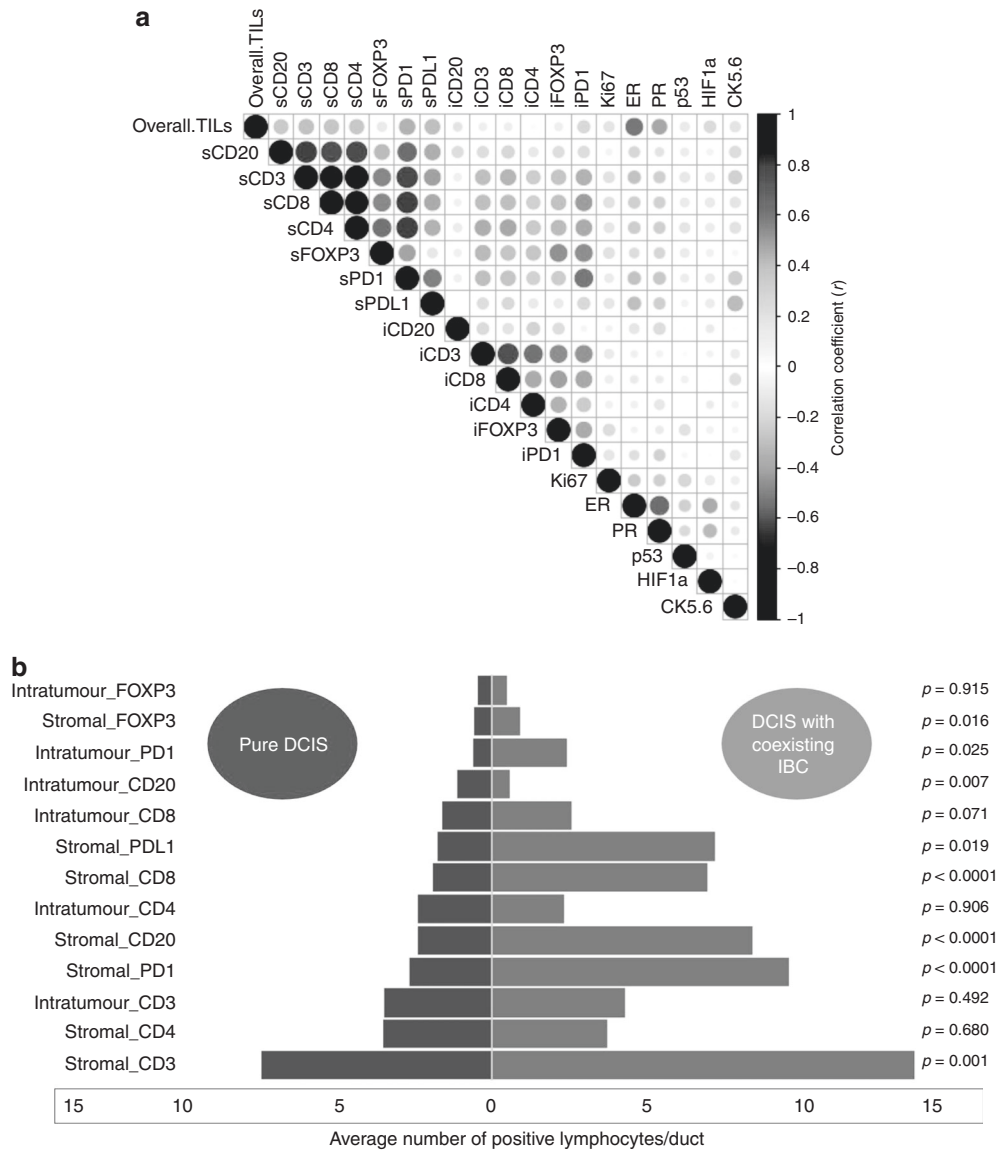 a
Overall.TILs
sCD20
sCD3
sCD8
sCD4
sFOXP3
sPD1
sPDL1
iCD20
iCD3
iCD8
iCD4
iFOXP3
iPD1
Ki67
ER
PR
p53
HIF1a
CK5.6
Overall.TILs
sCD20
sCD3
sCD8
sCD4
sFOXP3
sPD1
sPDL1
iCD20
iCD3
iCD8
iCD4
iFOXP3
iPD1
Ki67
ER
PR
p53
HIF1a
CK5.6
1
0.8
0.6
0.4
0.2
0
−0.2
−0.4
−0.6
−0.8
−1
Correlation coefficient (r)
b
Pure DCIS
DCIS with
coexisting
IBC
Intratumour_FOXP3 p = 0.915
Stromal_FOXP3 p = 0.016
Intratumour_PD1 p = 0.025
Intratumour_CD20 p = 0.007
Intratumour_CD8 p = 0.071
Stromal_PDL1 p = 0.019
Stromal_CD8 p < 0.0001
Intratumour_CD4 p = 0.906
Stromal_CD20 p < 0.0001
Stromal_PD1 p < 0.0001
Intratumour_CD3 p = 0.492
Stromal_CD4 p = 0.680
Stromal_CD3 p = 0.001
15 10 5 0 5 10 15
Average number of positive lymphocytes/duct